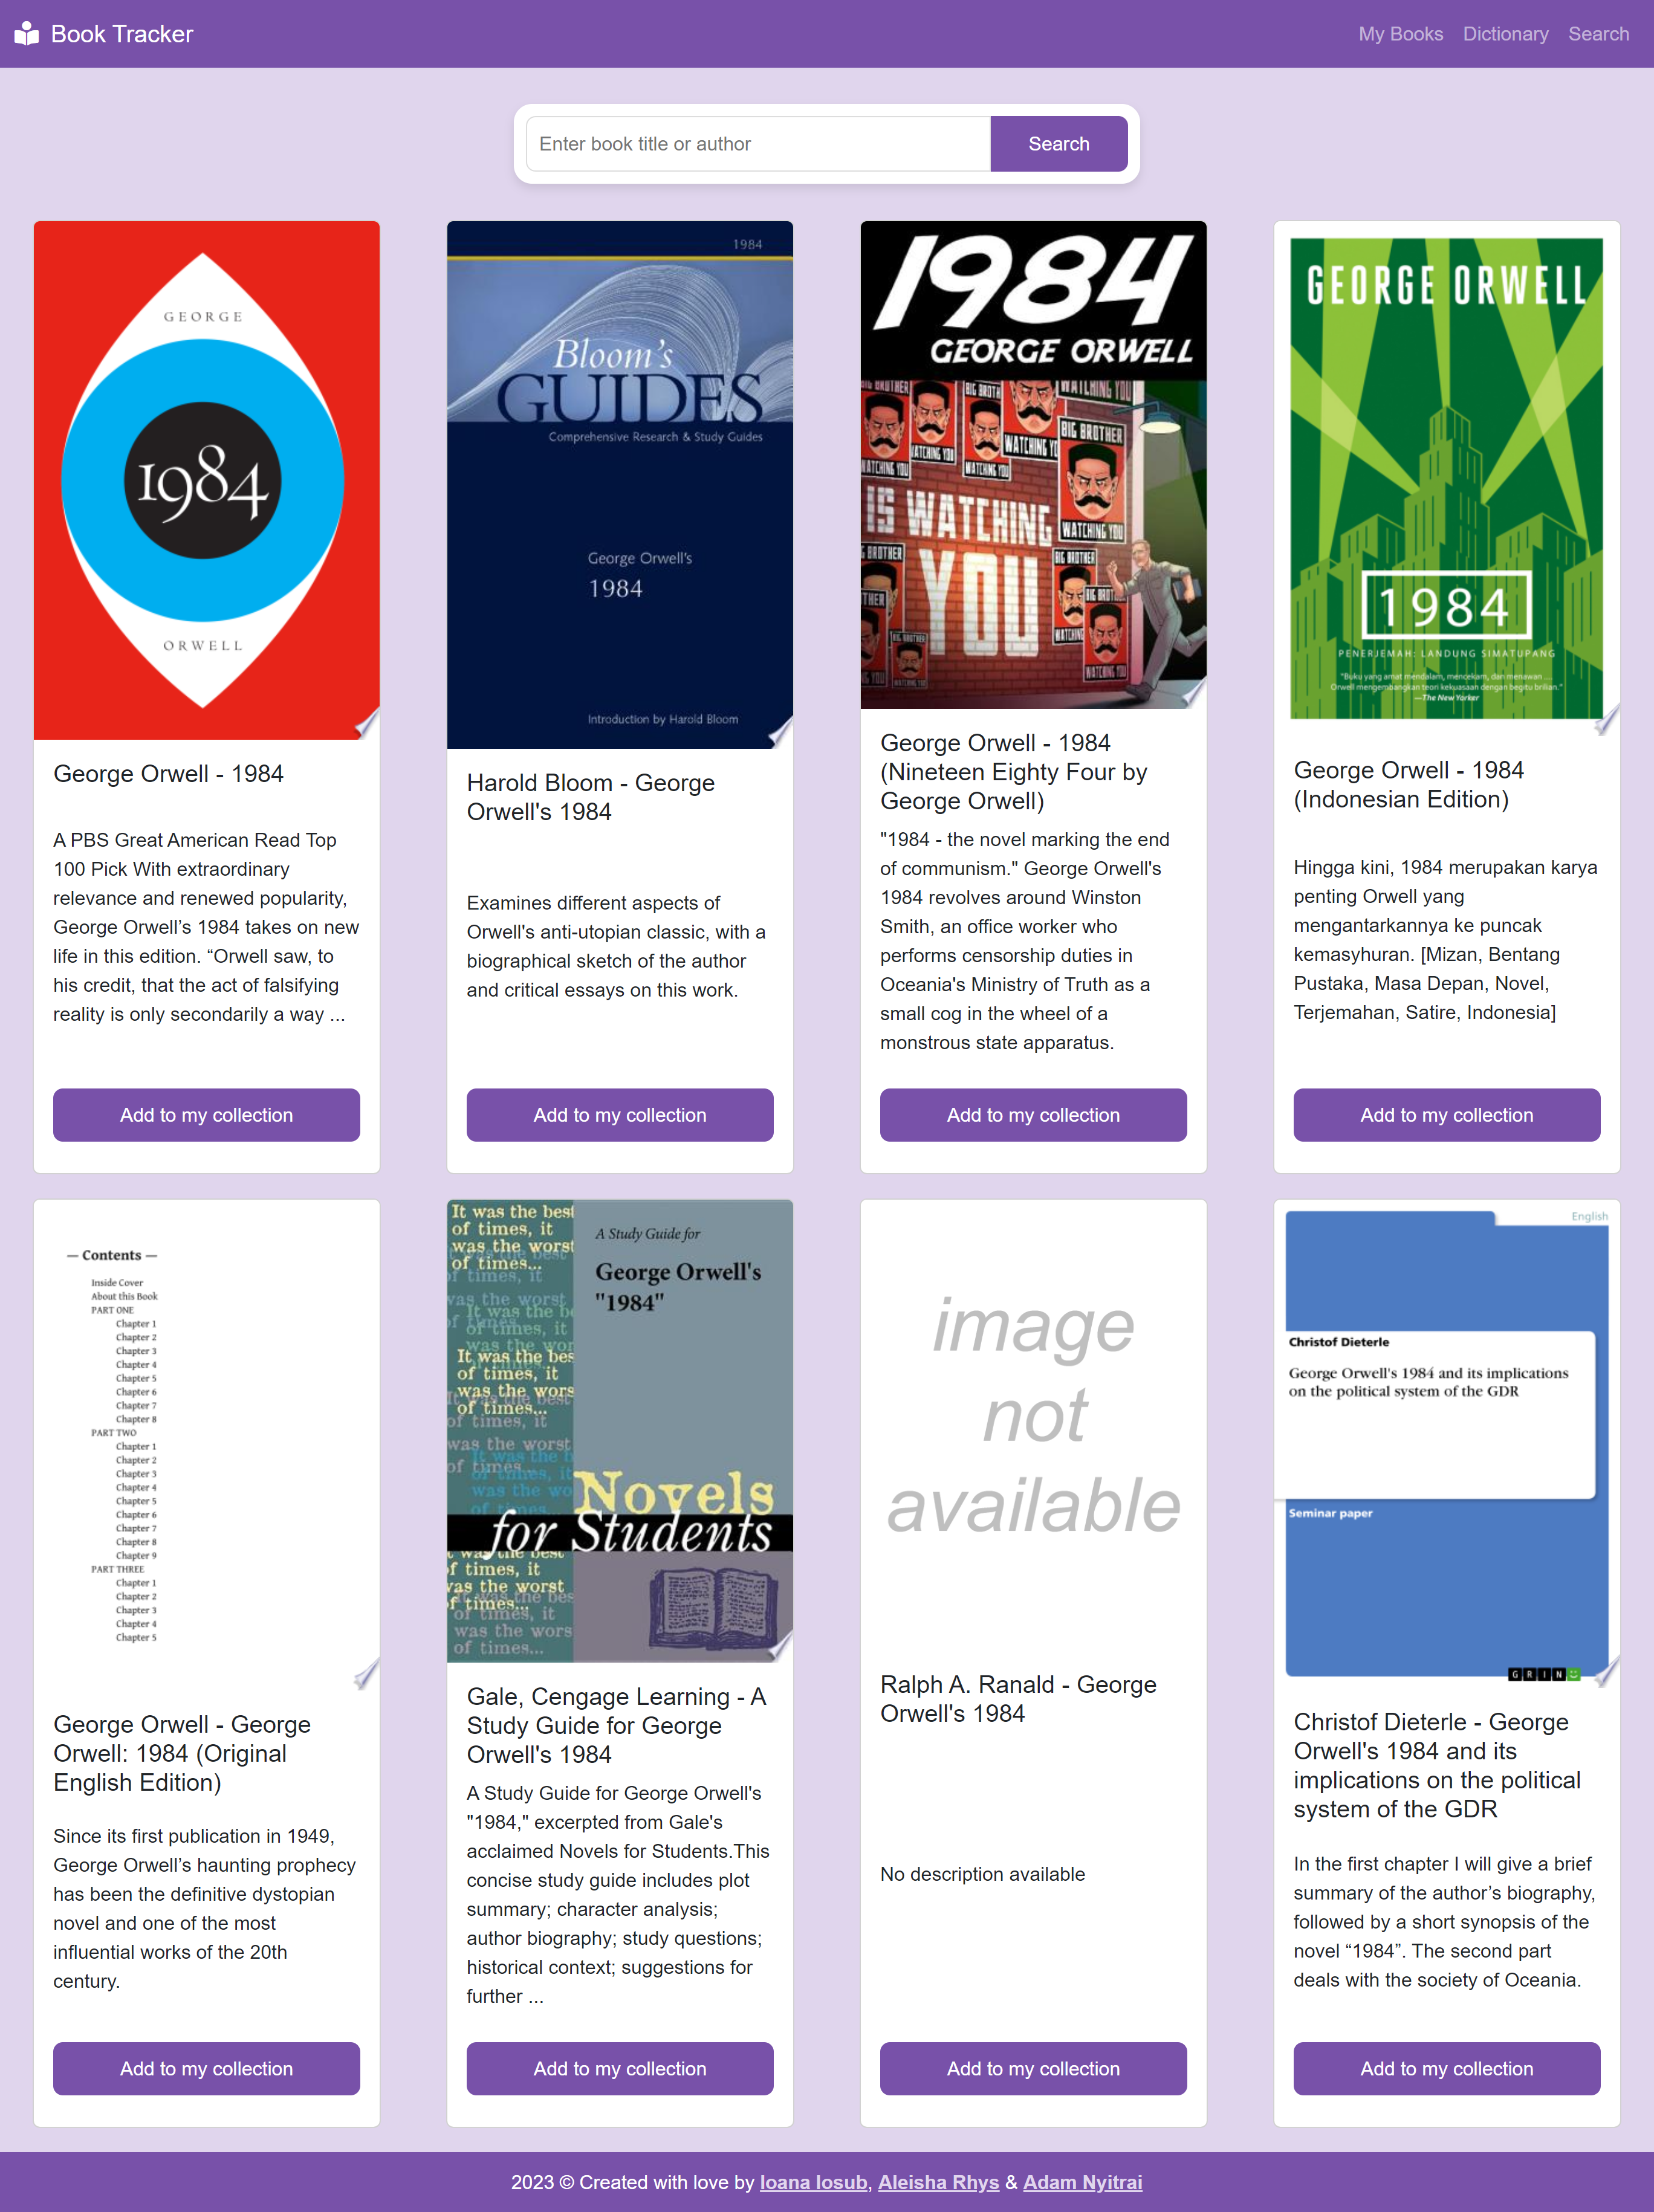 Book Tracker
My Books Dictionary Search
Enter book title or author
Search
GEORGE
1984
ORWELL
George Orwell - 1984
A PBS Great American Read Top
100 Pick With extraordinary
relevance and renewed popularity,
George Orwell’s 1984 takes on new
life in this edition. “Orwell saw, to
his credit, that the act of falsifying
reality is only secondarily a way ...
Add to my collection
1984
Bloom's
GUIDES
Comprehensive Research & Study Guides
George Orwell's
1984
Introduction by Harold Bloom
Harold Bloom - George
Orwell's 1984
Examines different aspects of
Orwell's anti-utopian classic, with a
biographical sketch of the author
and critical essays on this work.
Add to my collection
1984
GEORGE ORWELL
BIG BROTHER
WATCHING YOU
IS WATCHING
YOU
George Orwell - 1984
(Nineteen Eighty Four by
George Orwell)
"1984 - the novel marking the end
of communism." George Orwell's
1984 revolves around Winston
Smith, an office worker who
performs censorship duties in
Oceania's Ministry of Truth as a
small cog in the wheel of a
monstrous state apparatus.
Add to my collection
GEORGE ORWELL
1984
PENERJEMAH: LANDUNG SIMATUPANG
"Buku yang amat mendalam, mencekam, dan menawan ...
Orwell mengembangkan teori kekuasaan dengan begitu brilian."
—The New Yorker
George Orwell - 1984
(Indonesian Edition)
Hingga kini, 1984 merupakan karya
penting Orwell yang
mengantarkannya ke puncak
kemasyhuran. [Mizan, Bentang
Pustaka, Masa Depan, Novel,
Terjemahan, Satire, Indonesia]
Add to my collection
— Contents —
Inside Cover
About this Book
PART ONE
Chapter 1
Chapter 2
Chapter 3
Chapter 4
Chapter 5
Chapter 6
Chapter 7
Chapter 8
PART TWO
Chapter 1
Chapter 2
Chapter 3
Chapter 4
Chapter 5
Chapter 6
Chapter 7
Chapter 8
Chapter 9
PART THREE
Chapter 1
Chapter 2
Chapter 3
Chapter 4
Chapter 5
George Orwell - George
Orwell: 1984 (Original
English Edition)
Since its first publication in 1949,
George Orwell’s haunting prophecy
has been the definitive dystopian
novel and one of the most
influential works of the 20th
century.
Add to my collection
It was the best
of times, it
was the worst
of times...
A Study Guide for
George Orwell's
"1984"
Novels
for Students
Gale, Cengage Learning - A
Study Guide for George
Orwell's 1984
A Study Guide for George Orwell's
"1984," excerpted from Gale's
acclaimed Novels for Students.This
concise study guide includes plot
summary; character analysis;
author biography; study questions;
historical context; suggestions for
further ...
Add to my collection
image
not
available
Ralph A. Ranald - George
Orwell's 1984
No description available
Add to my collection
English
Christof Dieterle
George Orwell's 1984 and its implications
on the political system of the GDR
Seminar paper
GRIN
Christof Dieterle - George
Orwell's 1984 and its
implications on the political
system of the GDR
In the first chapter I will give a brief
summary of the author’s biography,
followed by a short synopsis of the
novel “1984”. The second part
deals with the society of Oceania.
Add to my collection
2023 © Created with love by Ioana Iosub, Aleisha Rhys & Adam Nyitrai